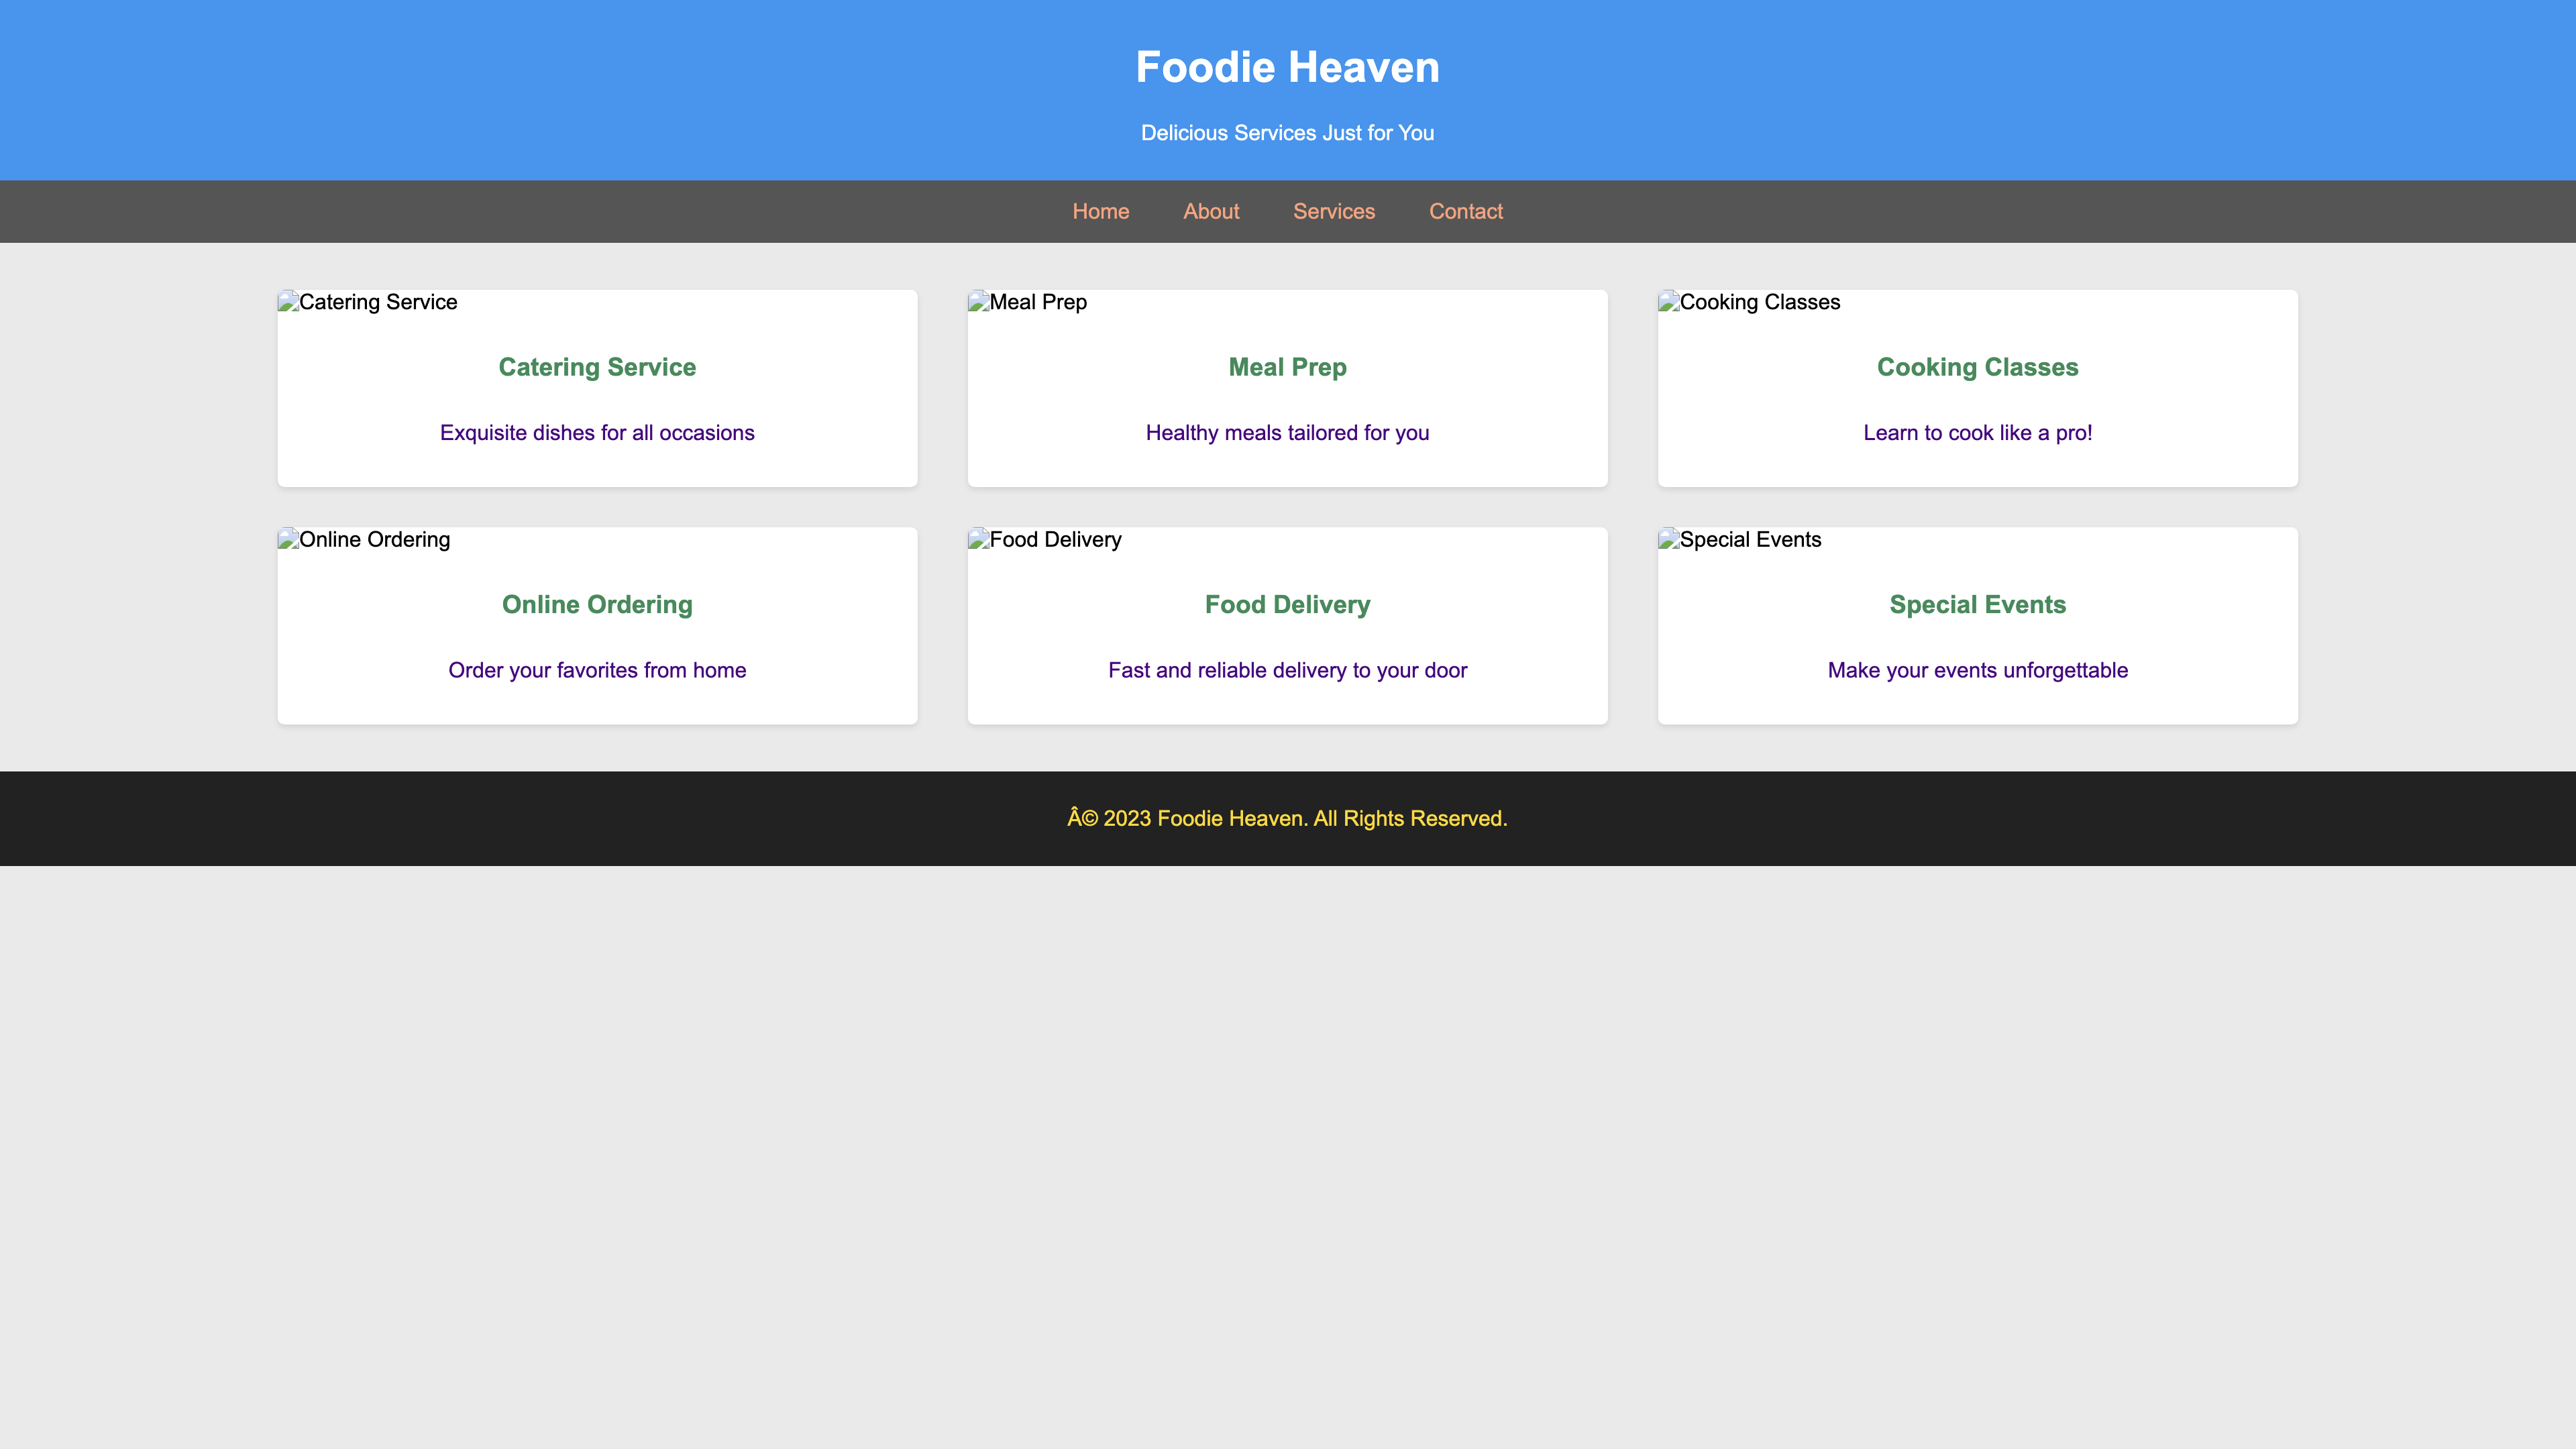 Foodie Heaven
Delicious Services Just for You
Home About Services Contact
Catering Service
Catering Service
Exquisite dishes for all occasions
Meal Prep
Meal Prep
Healthy meals tailored for you
Cooking Classes
Cooking Classes
Learn to cook like a pro!
Online Ordering
Online Ordering
Order your favorites from home
Food Delivery
Food Delivery
Fast and reliable delivery to your door
Special Events
Special Events
Make your events unforgettable
Â© 2023 Foodie Heaven. All Rights Reserved.